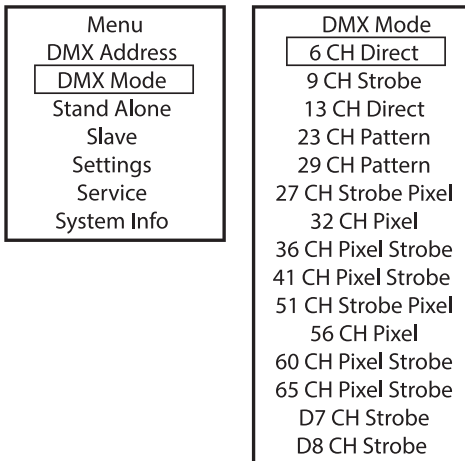 Menu
DMX Address
DMX Mode
Stand Alone
Slave
Settings
Service
System Info
DMX Mode
6 CH Direct
9 CH Strobe
13 CH Direct
23 CH Pattern
29 CH Pattern
27 CH Strobe Pixel
32 CH Pixel
36 CH Pixel Strobe
41 CH Pixel Strobe
51 CH Strobe Pixel
56 CH Pixel
60 CH Pixel Strobe
65 CH Pixel Strobe
D7 CH Strobe
D8 CH Strobe